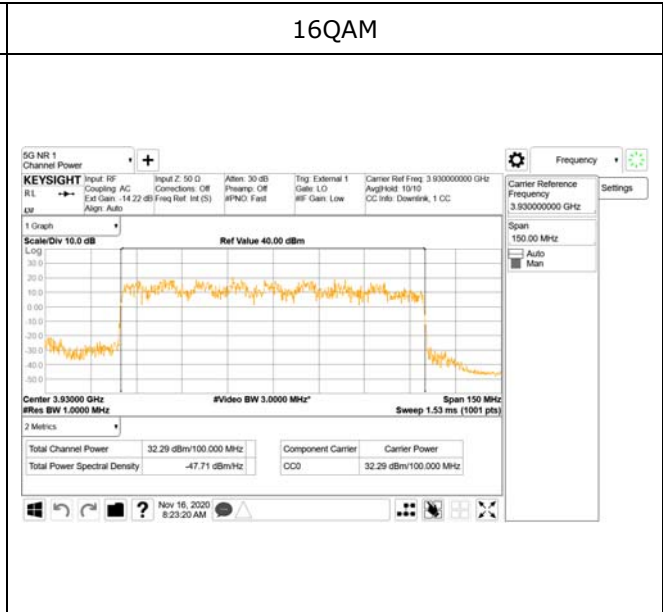 16QAM
5G NR 1
Channel Power
Frequency
KEYSIGHT
RL
Input: RF
Coupling: AC
Ext Gain: -14.22 dB
Align: Auto
Input Z: 50 Ω
Corrections: Off
Freq Ref: Int (S)
Atten: 30 dB
Preamp: Off
#PNO: Fast
Trig: External 1
Gate: LO
#IF Gain: Low
Carrier Ref Freq: 3.930000000 GHz
Avg|Hold: 10/10
CC Info: Downlink, 1 CC
Carrier Reference
Frequency
3.930000000 GHz
Settings
Span
150.00 MHz
Auto
Man
1 Graph
Scale/Div 10.0 dB
Ref Value 40.00 dBm
Log
30.0
20.0
10.0
0.00
-10.0
-20.0
-30.0
-40.0
-50.0
Center 3.93000 GHz
#Video BW 3.0000 MHz*
Span 150 MHz
#Res BW 1.0000 MHz
Sweep 1.53 ms (1001 pts)
2 Metrics
Total Channel Power 32.29 dBm/100.000 MHz
Total Power Spectral Density -47.71 dBm/Hz
Component Carrier Carrier Power
CC0 32.29 dBm/100.000 MHz
?
Nov 16, 2020
8:23:20 AM